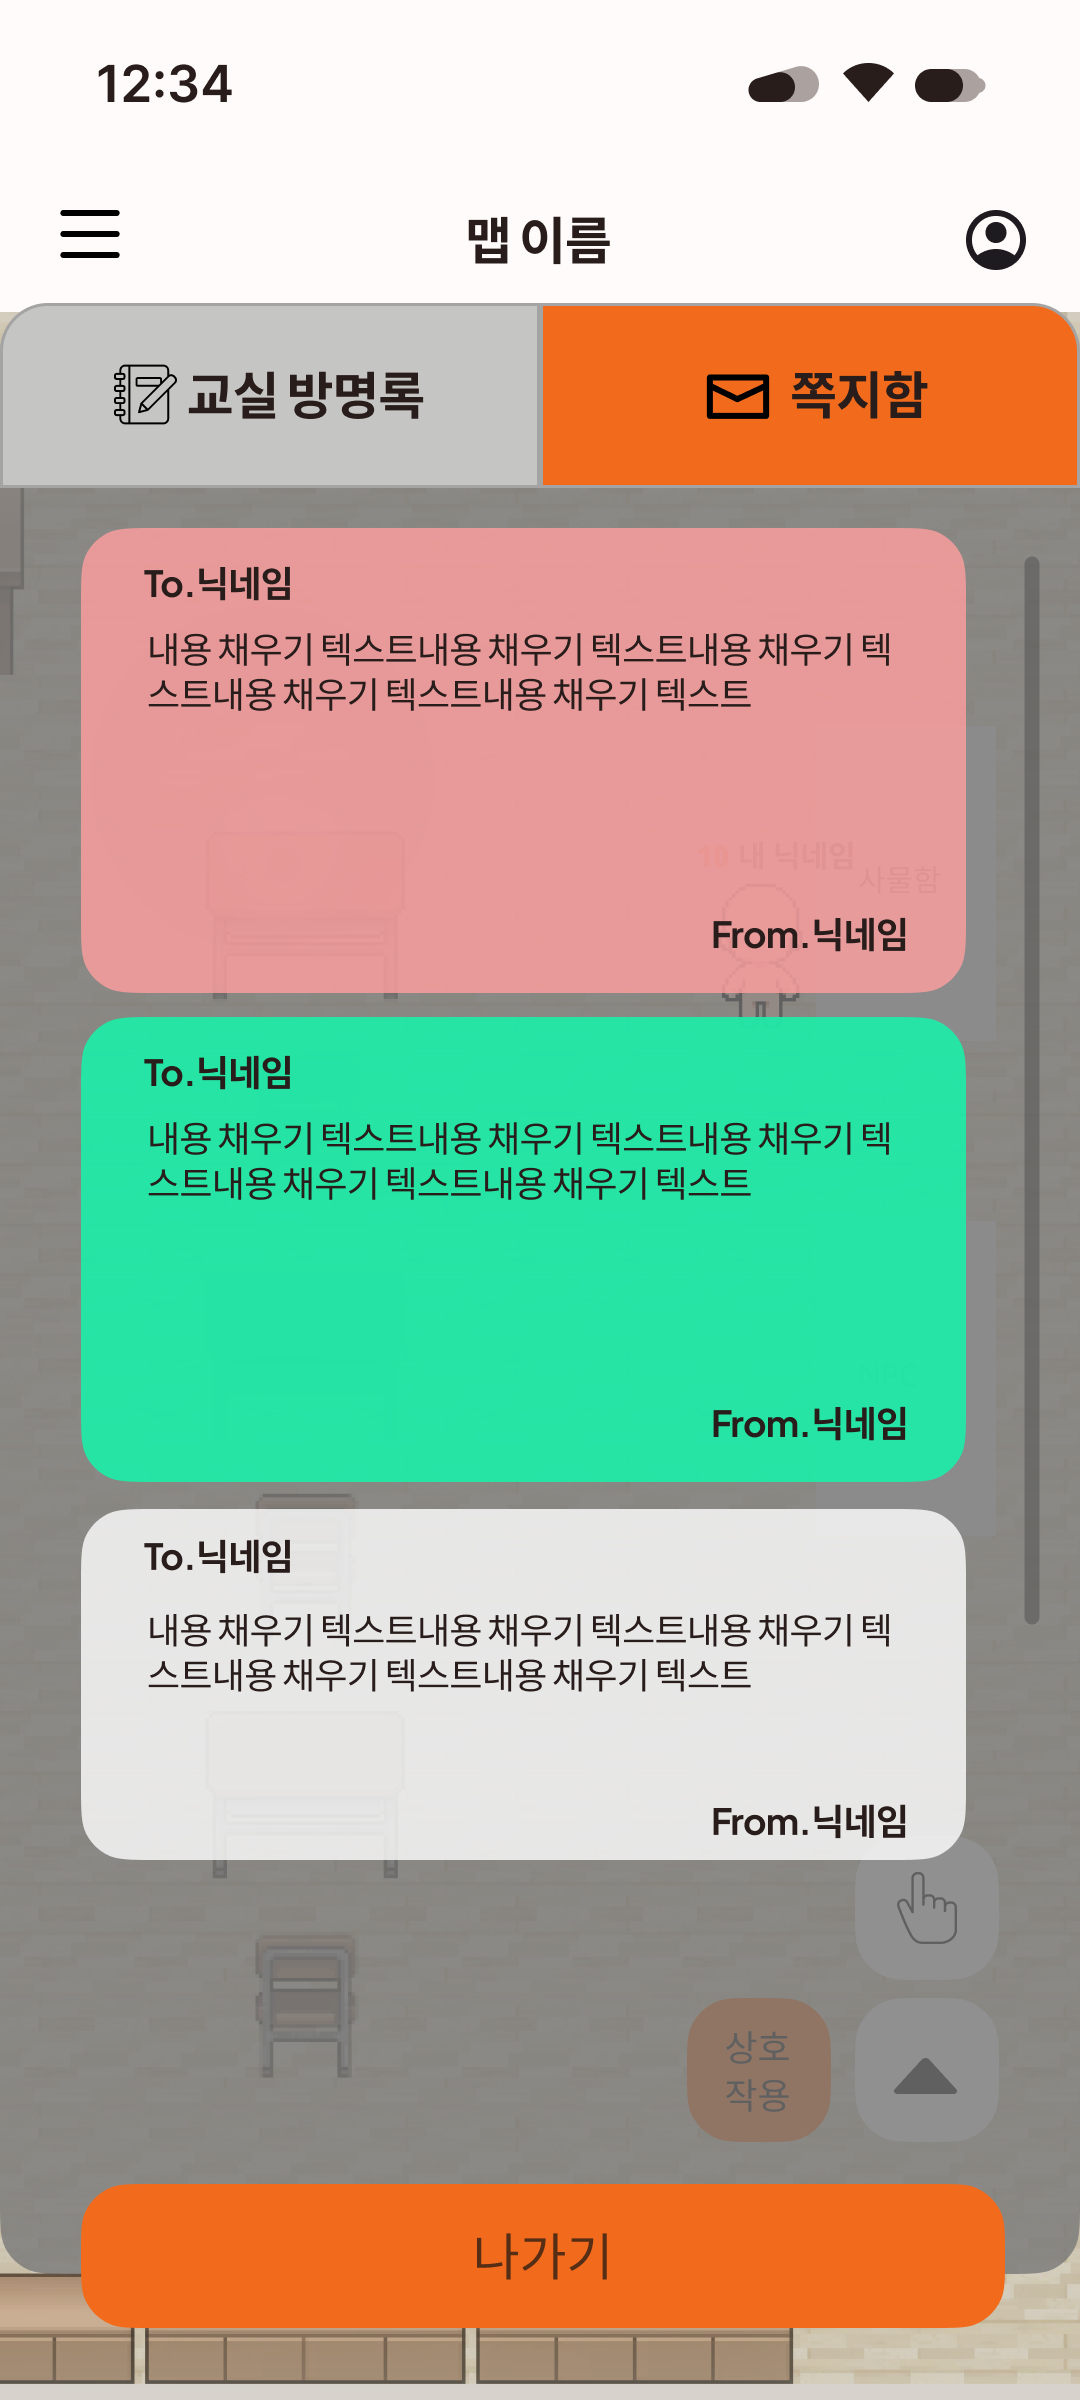 12:34
맵 이름
교실 방명록
쪽지함
To.닉네임
내용 채우기 텍스트내용 채우기 텍스트내용 채우기 텍
스트내용 채우기 텍스트내용 채우기 텍스트
10 내 닉네임
사물함
From.닉네임
To.닉네임
내용 채우기 텍스트내용 채우기 텍스트내용 채우기 텍
스트내용 채우기 텍스트내용 채우기 텍스트
NPC
From.닉네임
To.닉네임
내용 채우기 텍스트내용 채우기 텍스트내용 채우기 텍
스트내용 채우기 텍스트내용 채우기 텍스트
From.닉네임
상호
작용
나가기